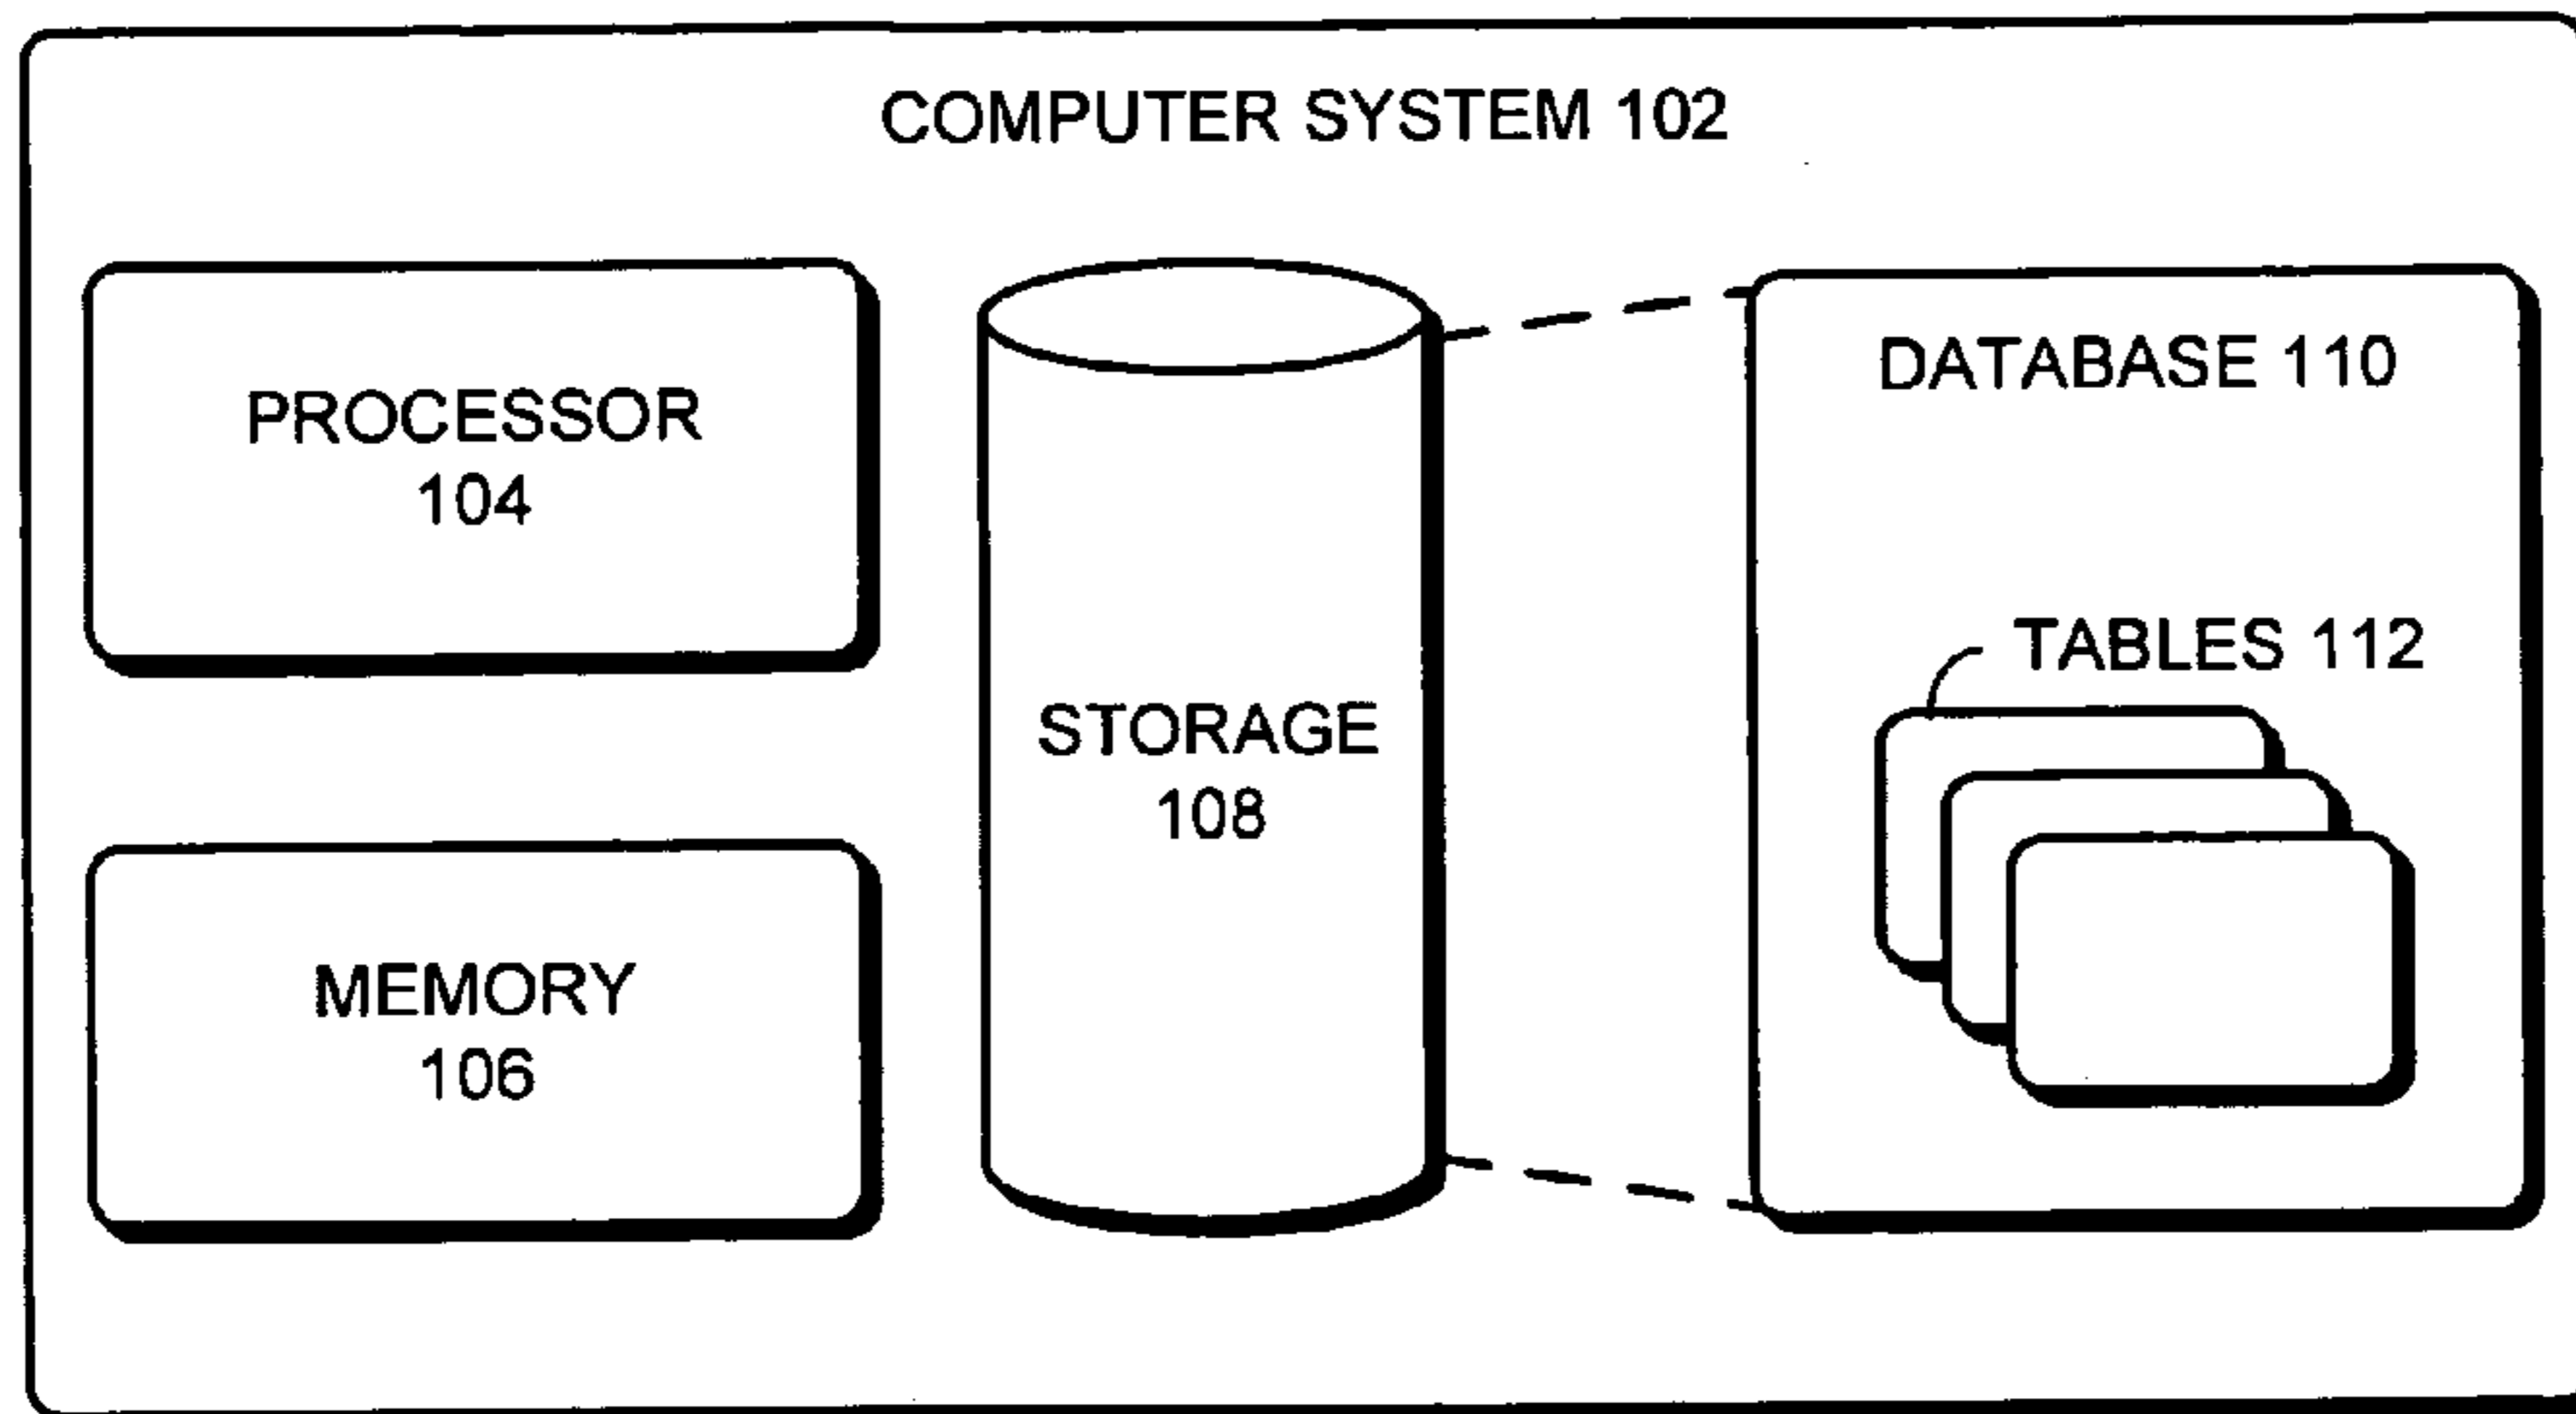 COMPUTER SYSTEM 102
PROCESSOR
104
MEMORY
106
STORAGE
108
DATABASE 110
TABLES 112